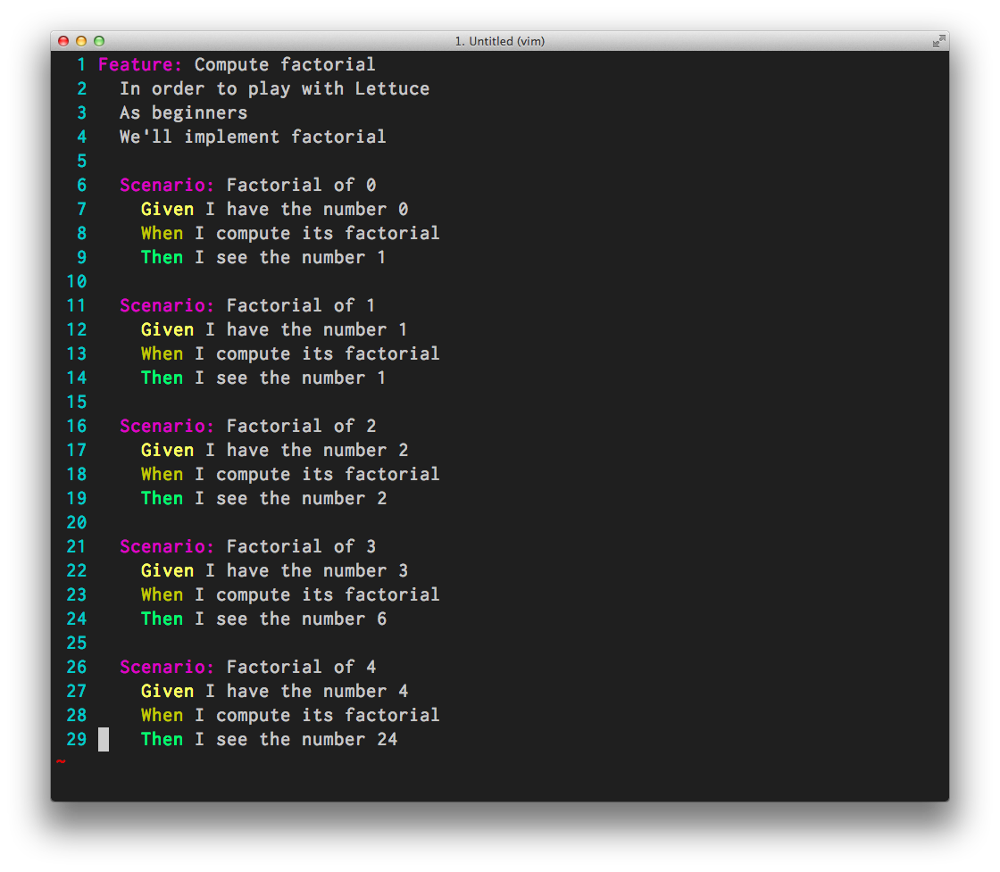 1. Untitled (vim)
1 Feature: Compute factorial
2   In order to play with Lettuce
3   As beginners
4   We'll implement factorial
5
6   Scenario: Factorial of 0
7     Given I have the number 0
8     When I compute its factorial
9     Then I see the number 1
10
11   Scenario: Factorial of 1
12     Given I have the number 1
13     When I compute its factorial
14     Then I see the number 1
15
16   Scenario: Factorial of 2
17     Given I have the number 2
18     When I compute its factorial
19     Then I see the number 2
20
21   Scenario: Factorial of 3
22     Given I have the number 3
23     When I compute its factorial
24     Then I see the number 6
25
26   Scenario: Factorial of 4
27     Given I have the number 4
28     When I compute its factorial
29     Then I see the number 24
~